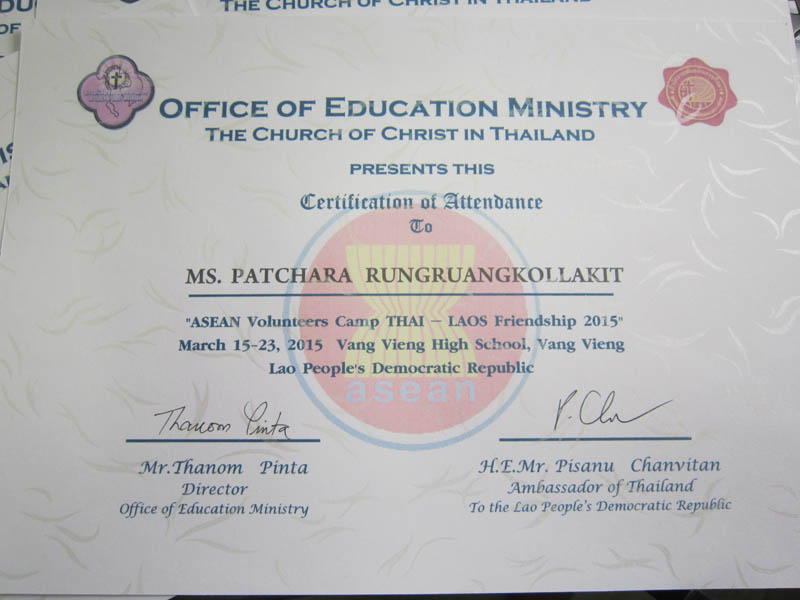 THE CHURCH OF CHRIST IN THAILAND
OFFICE OF EDUCATION MINISTRY
THE CHURCH OF CHRIST IN THAILAND
PRESENTS THIS
Certification of Attendance
To
MS. PATCHARA RUNGRUANGKOLLAKIT
"ASEAN Volunteers Camp THAI – LAOS Friendship 2015"
March 15-23, 2015 Vang Vieng High School, Vang Vieng
Lao People's Democratic Republic
asean
Thanom Pinta
Mr.Thanom Pinta
Director
Office of Education Ministry
P. Chn
H.E.Mr. Pisanu Chanvitan
Ambassador of Thailand
To the Lao People's Democratic Republic